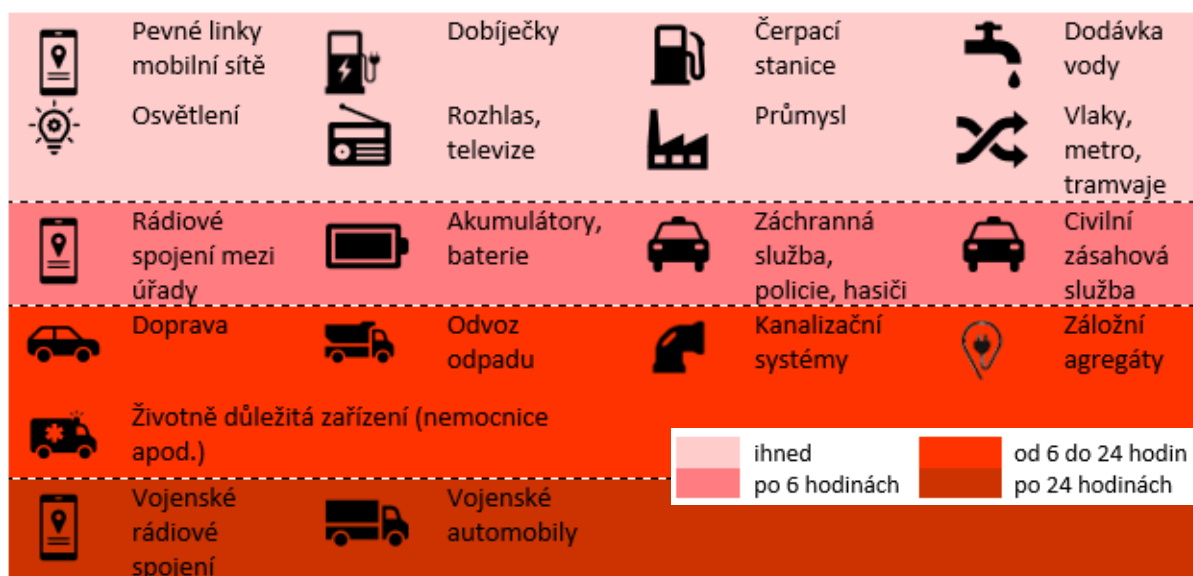 Pevné linky
mobilní sítě
Dobíječky
Čerpací
stanice
Dodávka
vody
Osvětlení
Rozhlas,
televize
Průmysl
Vlaky,
metro,
tramvaje
Rádiové
spojení mezi
úřady
Akumulátory,
baterie
Záchranná
služba,
policie, hasiči
Civilní
zásahová
služba
Doprava
Odvoz
odpadu
Kanalizační
systémy
Záložní
agregáty
Životně důležitá zařízení (nemocnice
apod.)
ihned
po 6 hodinách
od 6 do 24 hodin
po 24 hodinách
Vojenské
rádiové
spojení
Vojenské
automobily